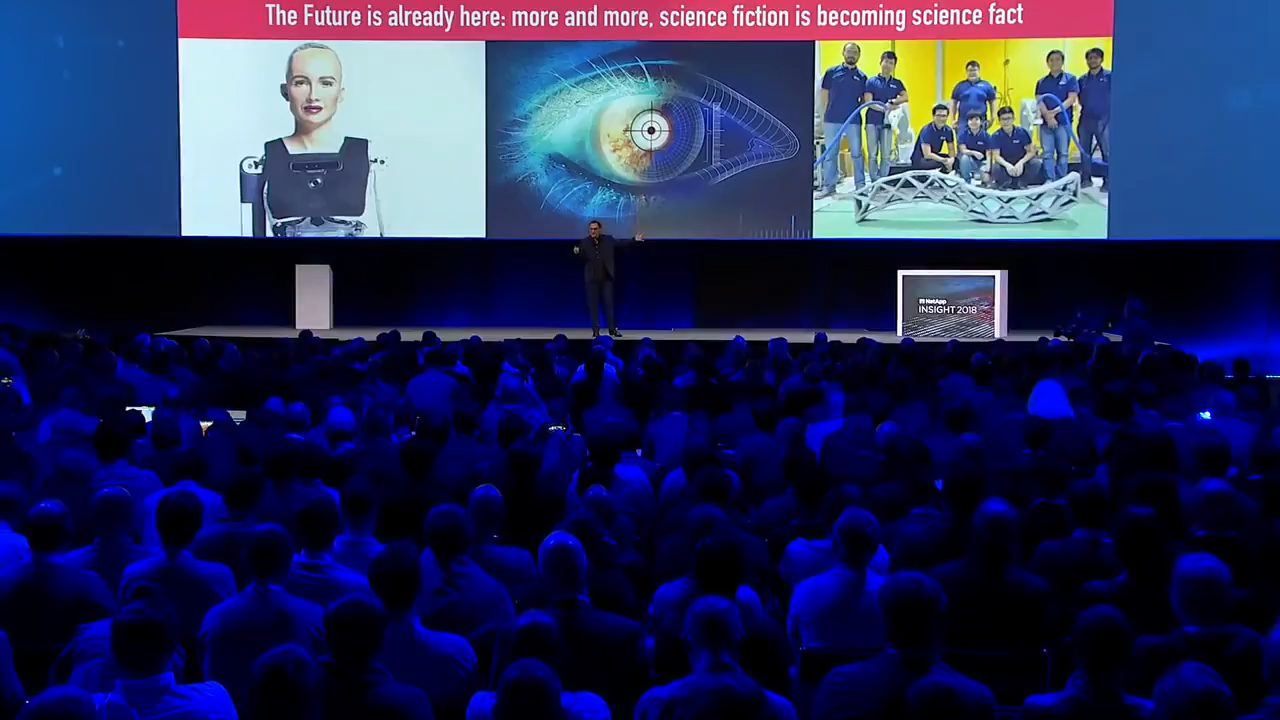 The Future is already here: more and more, science fiction is becoming science fact
NetApp
INSIGHT 2018